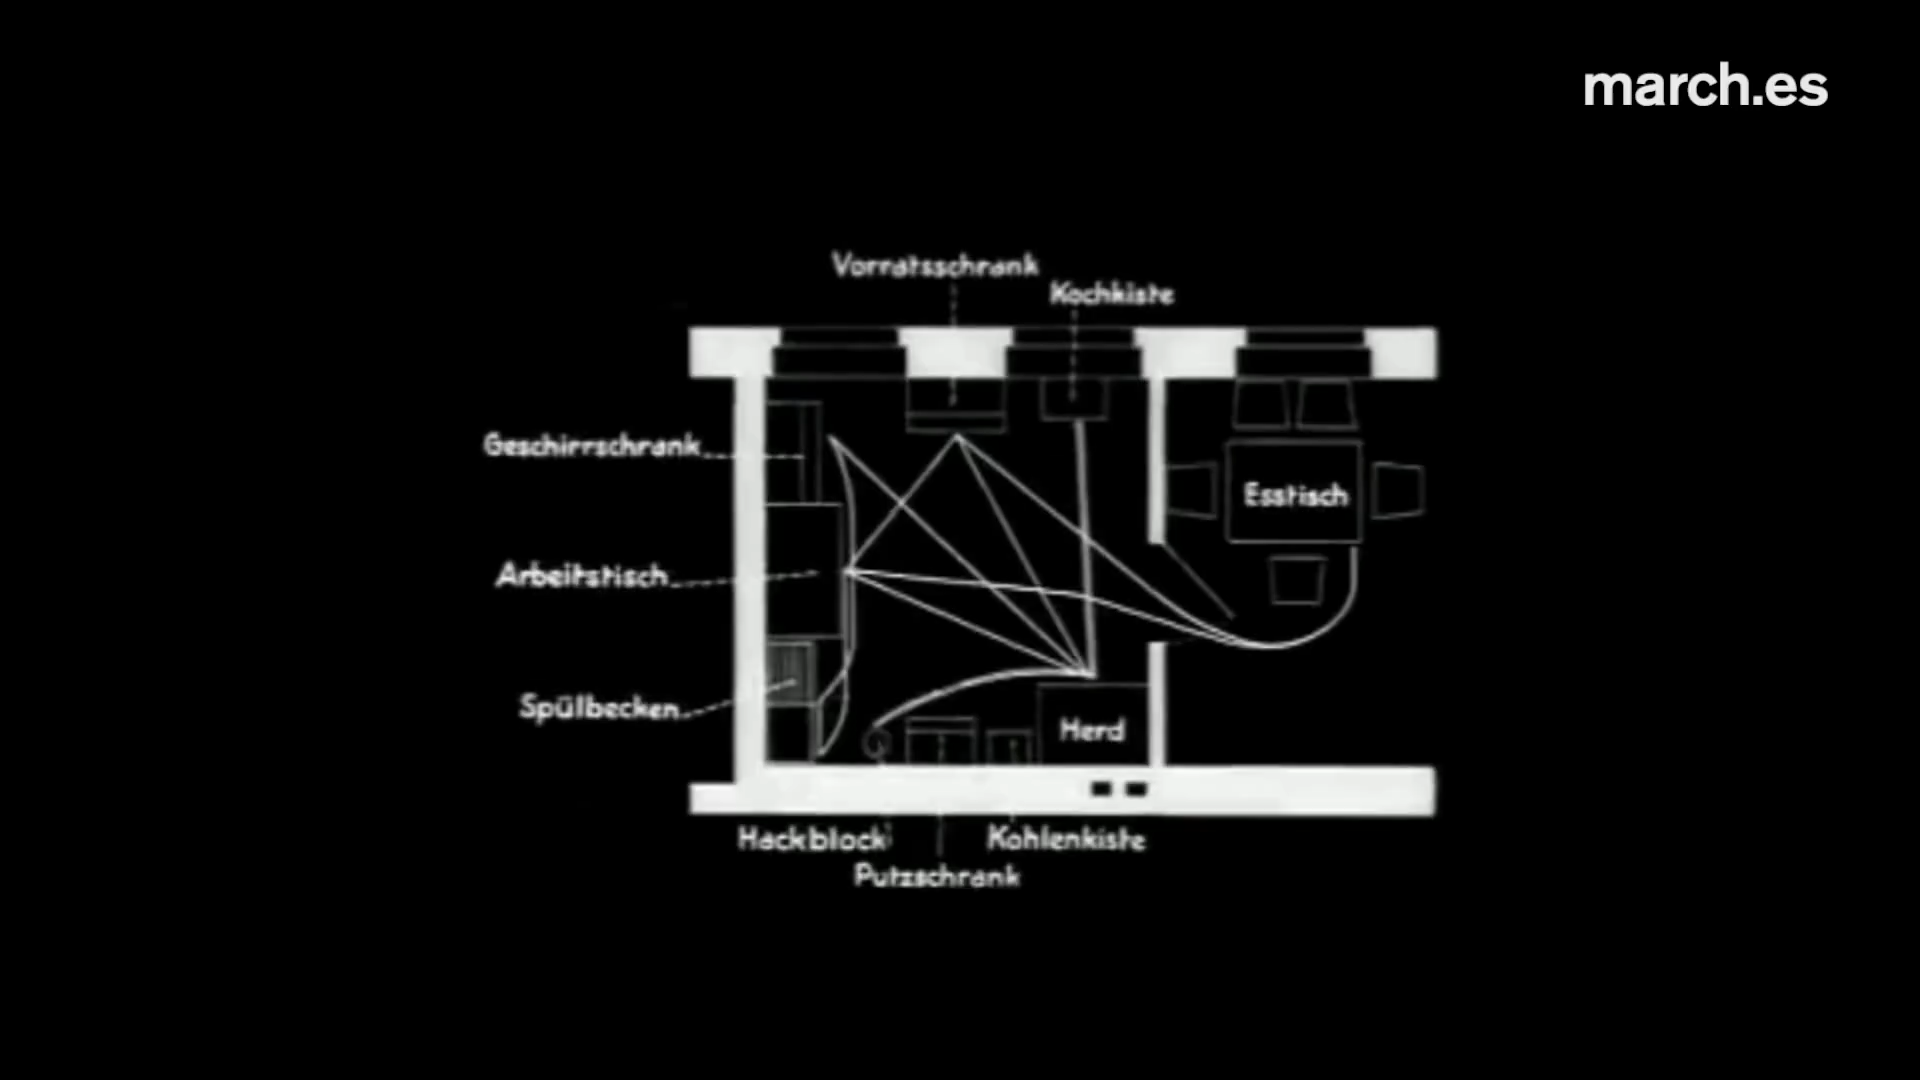 march.es
Vorratsschrank
Kochkiste
Geschirrschrank
Esstisch
Arbeitstisch
Spülbecken
Herd
Hackblock
Kohlenkiste
Putzschrank